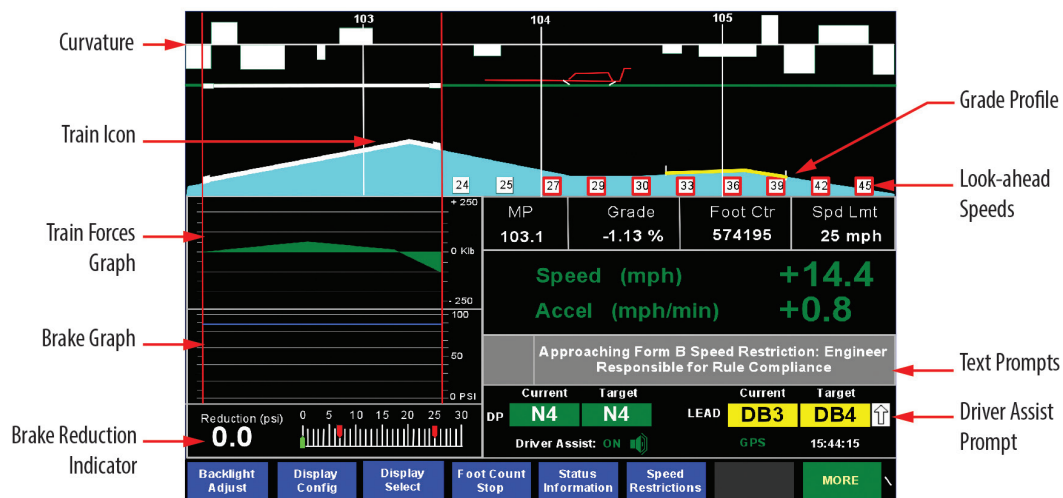 103 104 105
Curvature
Grade Profile
Train Icon
24 25 27 29 30 33 36 39 42 45
Look-ahead
Speeds
Train Forces
Graph
+ 250
0 Klb
- 250
MP Grade Foot Ctr Spd Lmt
103.1 -1.13 % 574195 25 mph
Speed (mph) +14.4
Accel (mph/min) +0.8
Brake Graph
100
50
0 PSI
Approaching Form B Speed Restriction: Engineer
Responsible for Rule Compliance
Text Prompts
Current Target Current Target
DP N4 N4 LEAD DB3 DB4
Driver Assist: ON GPS 15:44:15
Driver Assist
Prompt
Brake Reduction
Indicator
Reduction (psi) 0 5 10 15 20 25 30
0.0
Backlight
Adjust
Display
Config
Display
Select
Foot Count
Stop
Status
Information
Speed
Restrictions
MORE